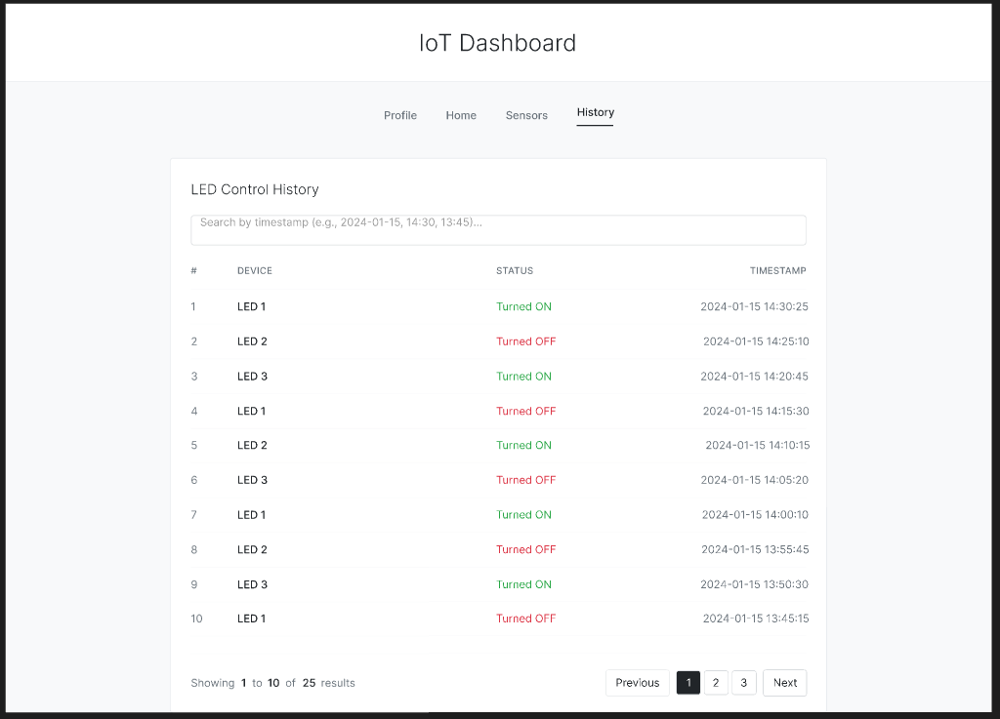 IoT Dashboard
Profile Home Sensors History
LED Control History
Search by timestamp (e.g., 2024-01-15, 14:30, 13:45)...
# DEVICE STATUS TIMESTAMP
1 LED 1 Turned ON 2024-01-15 14:30:25
2 LED 2 Turned OFF 2024-01-15 14:25:10
3 LED 3 Turned ON 2024-01-15 14:20:45
4 LED 1 Turned OFF 2024-01-15 14:15:30
5 LED 2 Turned ON 2024-01-15 14:10:15
6 LED 3 Turned OFF 2024-01-15 14:05:20
7 LED 1 Turned ON 2024-01-15 14:00:10
8 LED 2 Turned OFF 2024-01-15 13:55:45
9 LED 3 Turned ON 2024-01-15 13:50:30
10 LED 1 Turned OFF 2024-01-15 13:45:15
Showing 1 to 10 of 25 results Previous 1 2 3 Next